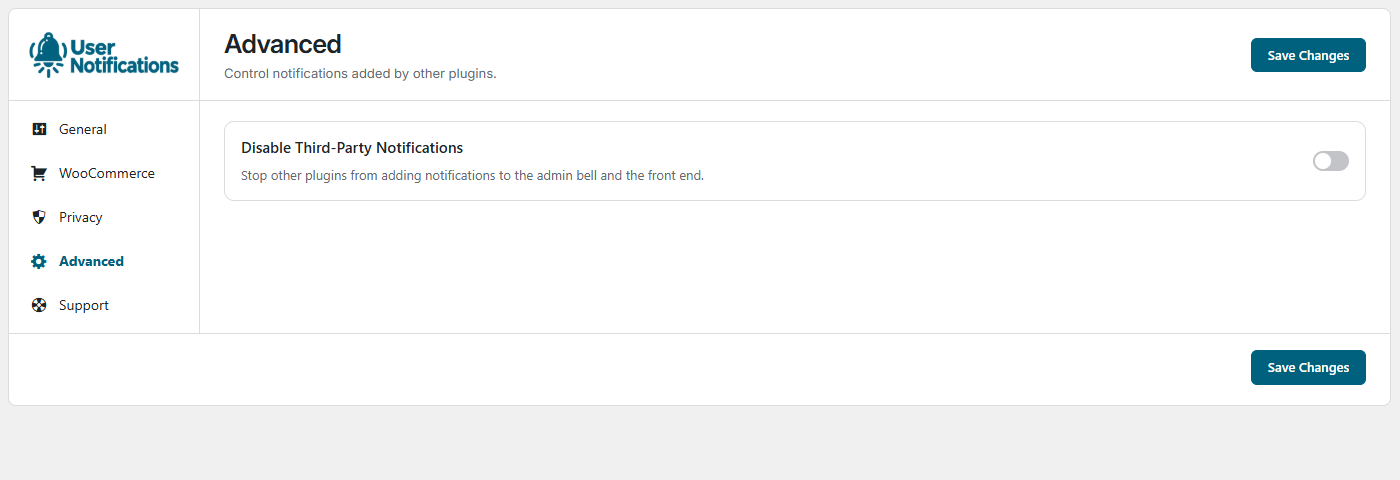 User
Notifications
Advanced
Control notifications added by other plugins.
Save Changes
General
WooCommerce
Privacy
Advanced
Support
Disable Third-Party Notifications
Stop other plugins from adding notifications to the admin bell and the front end.
Save Changes